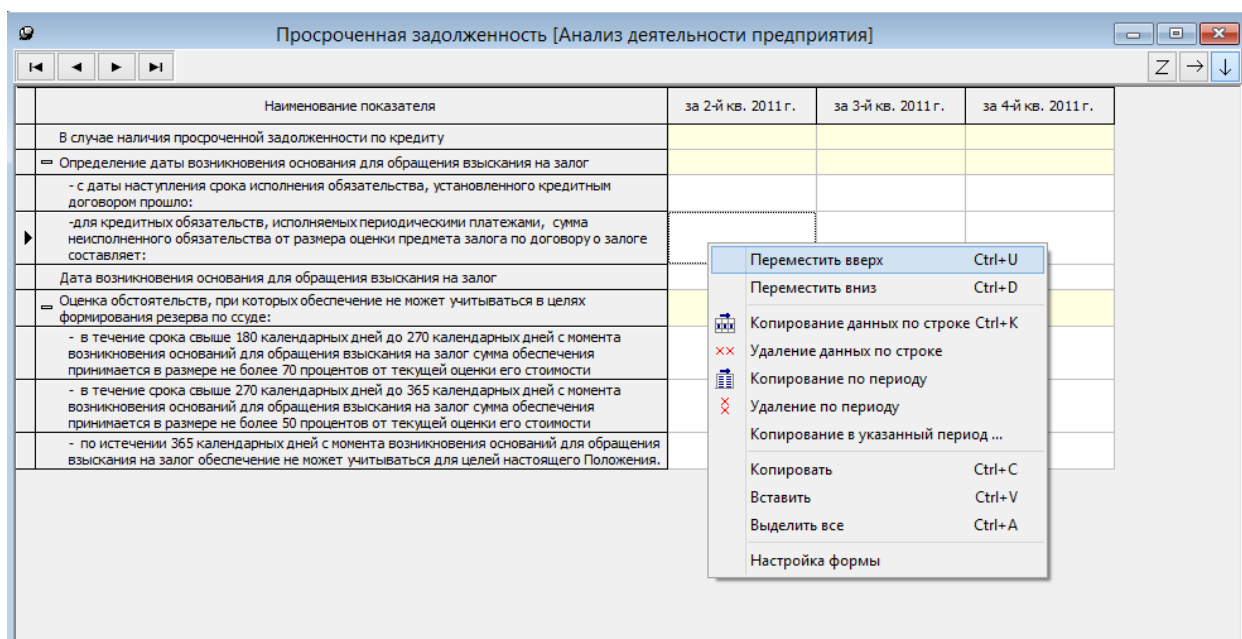 Просроченная задолженность [Анализ деятельности предприятия]
Z
Наименование показателя
за 2-й кв. 2011 г.
за 3-й кв. 2011 г.
за 4-й кв. 2011 г.
В случае наличия просроченной задолженности по кредиту
Определение даты возникновения основания для обращения взыскания на залог
- с даты наступления срока исполнения обязательства, установленного кредитным
договором прошло:
-для кредитных обязательств, исполняемых периодическими платежами, сумма
неисполненного обязательства от размера оценки предмета залога по договору о залоге
составляет:
Дата возникновения основания для обращения взыскания на залог
Оценка обстоятельств, при которых обеспечение не может учитываться в целях
формирования резерва по ссуде:
- в течение срока свыше 180 календарных дней до 270 календарных дней с момента
возникновения оснований для обращения взыскания на залог сумма обеспечения
принимается в размере не более 70 процентов от текущей оценки его стоимости
- в течение срока свыше 270 календарных дней до 365 календарных дней с момента
возникновения оснований для обращения взыскания на залог сумма обеспечения
принимается в размере не более 50 процентов от текущей оценки его стоимости
- по истечении 365 календарных дней с момента возникновения оснований для обращения
взыскания на залог обеспечение не может учитываться для целей настоящего Положения.
Переместить вверх Ctrl+U
Переместить вниз Ctrl+D
Копирование данных по строке Ctrl+K
Удаление данных по строке
Копирование по периоду
Удаление по периоду
Копирование в указанный период ...
Копировать Ctrl+C
Вставить Ctrl+V
Выделить все Ctrl+A
Настройка формы